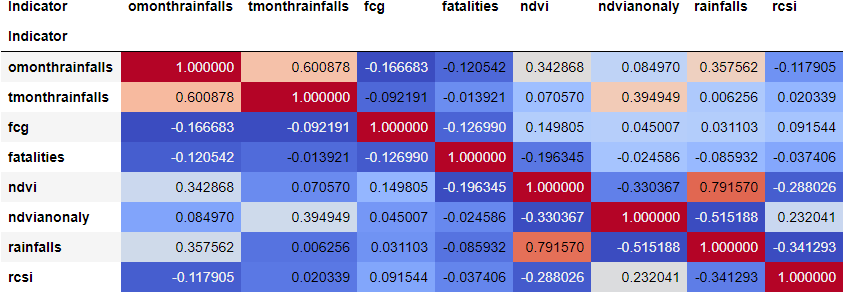 Indicator omonthrainfalls tmonthrainfalls fcg fatalities ndvi ndvianonaly rainfalls rcsi
Indicator
omonthrainfalls 1.000000 0.600878 -0.166683 -0.120542 0.342868 0.084970 0.357562 -0.117905
tmonthrainfalls 0.600878 1.000000 -0.092191 -0.013921 0.070570 0.394949 0.006256 0.020339
fcg -0.166683 -0.092191 1.000000 -0.126990 0.149805 0.045007 0.031103 0.091544
fatalities -0.120542 -0.013921 -0.126990 1.000000 -0.196345 -0.024586 -0.085932 -0.037406
ndvi 0.342868 0.070570 0.149805 -0.196345 1.000000 -0.330367 0.791570 -0.288026
ndvianonaly 0.084970 0.394949 0.045007 -0.024586 -0.330367 1.000000 -0.515188 0.232041
rainfalls 0.357562 0.006256 0.031103 -0.085932 0.791570 -0.515188 1.000000 -0.341293
rcsi -0.117905 0.020339 0.091544 -0.037406 -0.288026 0.232041 -0.341293 1.000000